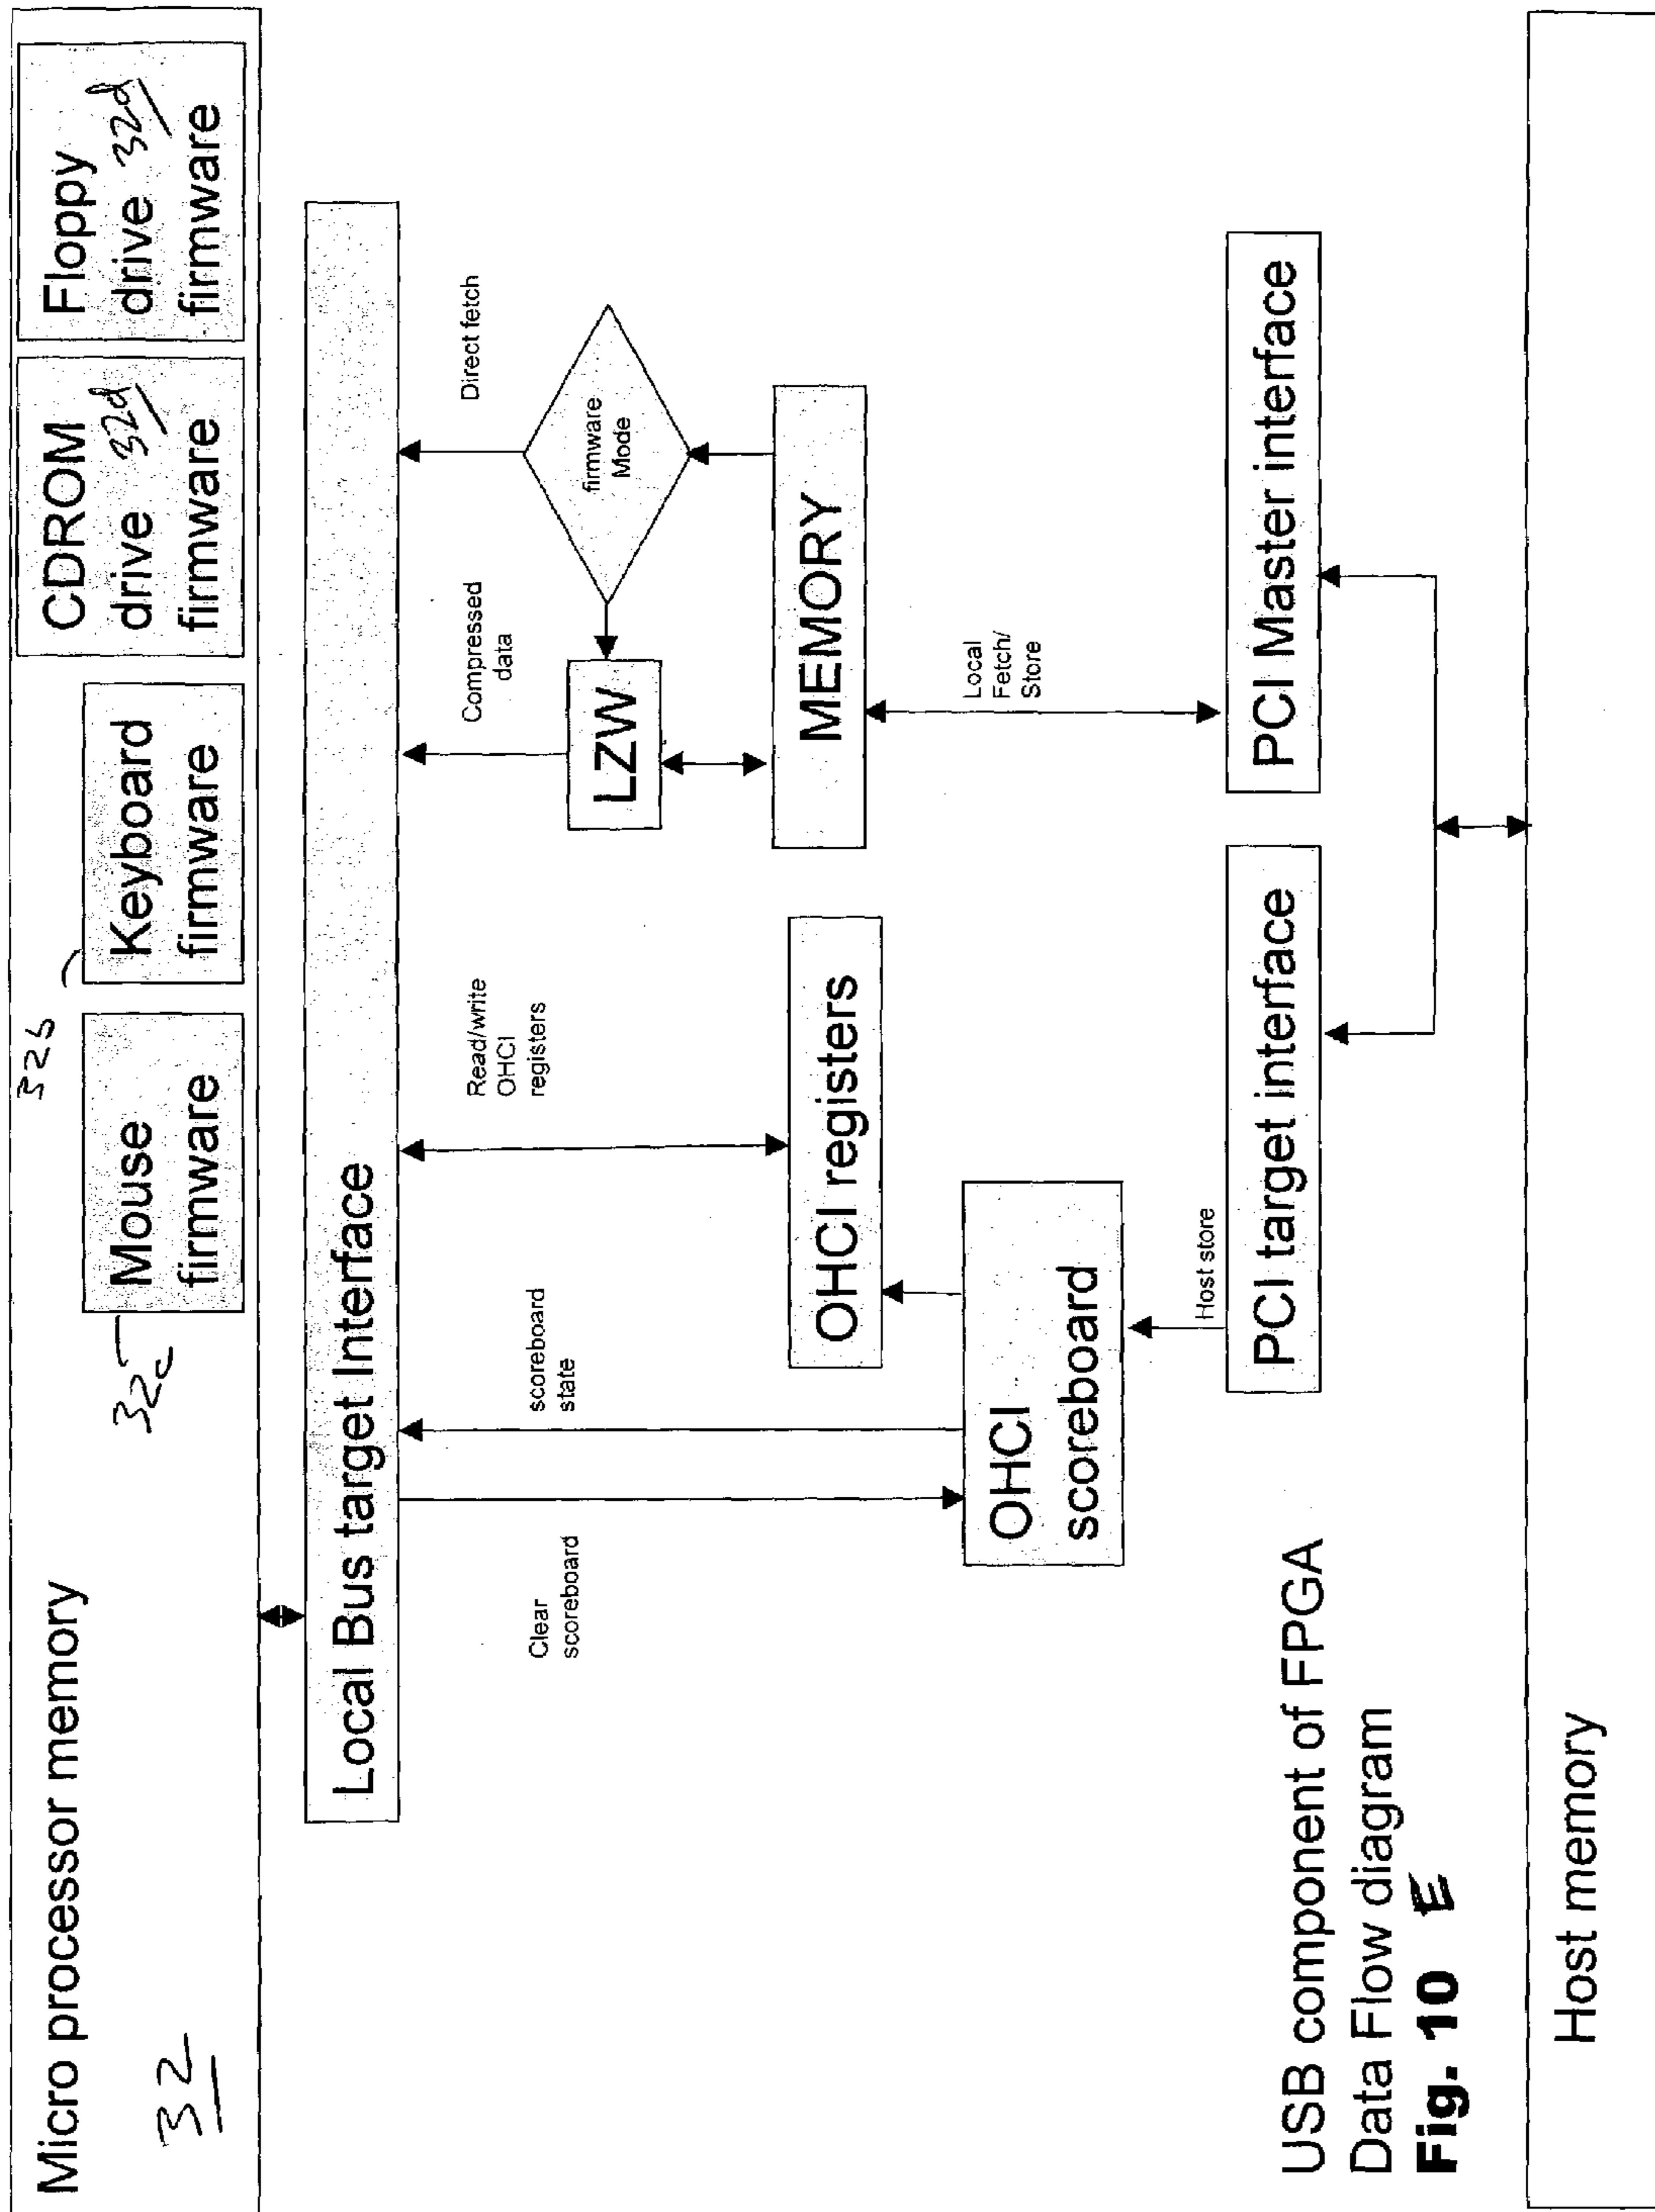 Micro processor memory
32
32c
Mouse
firmware
32b
Keyboard
firmware
CDROM
drive 32d
firmware
Floppy
drive 32d
firmware
Local Bus target Interface
Clear
scoreboard
scoreboard
state
Read/write
OHCI
registers
Compressed
data
Direct fetch
LZW
firmware
Mode
OHCI registers
MEMORY
OHCI
scoreboard
Local
Fetch/
Store
Host store
PCI target interface
PCI Master interface
USB component of FPGA
Data Flow diagram
Fig. 10 E
Host memory